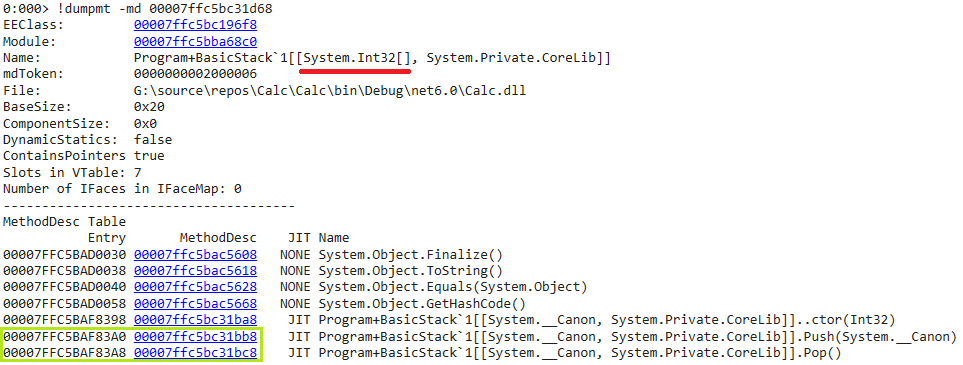 0:000> !dumpmt -md 00007ffc5bc31d68
EEClass: 00007ffc5bc196f8
Module: 00007ffc5bba68c0
Name: Program+BasicStack`1[[System.Int32[], System.Private.CoreLib]]
mdToken: 0000000002000006
File: G:\source\repos\Calc\Calc\bin\Debug\net6.0\Calc.dll
BaseSize: 0x20
ComponentSize: 0x0
DynamicStatics: false
ContainsPointers true
Slots in VTable: 7
Number of IFaces in IFaceMap: 0
--------------------------------------
MethodDesc Table
Entry MethodDesc JIT Name
00007FFC5BAD0030 00007ffc5bac5608 NONE System.Object.Finalize()
00007FFC5BAD0038 00007ffc5bac5618 NONE System.Object.ToString()
00007FFC5BAD0040 00007ffc5bac5628 NONE System.Object.Equals(System.Object)
00007FFC5BAD0058 00007ffc5bac5668 NONE System.Object.GetHashCode()
00007FFC5BAF8398 00007ffc5bc31ba8 JIT Program+BasicStack`1[[System.__Canon, System.Private.CoreLib]]..ctor(Int32)
00007FFC5BAF83A0 00007ffc5bc31bb8 JIT Program+BasicStack`1[[System.__Canon, System.Private.CoreLib]].Push(System.__Canon)
00007FFC5BAF83A8 00007ffc5bc31bc8 JIT Program+BasicStack`1[[System.__Canon, System.Private.CoreLib]].Pop()